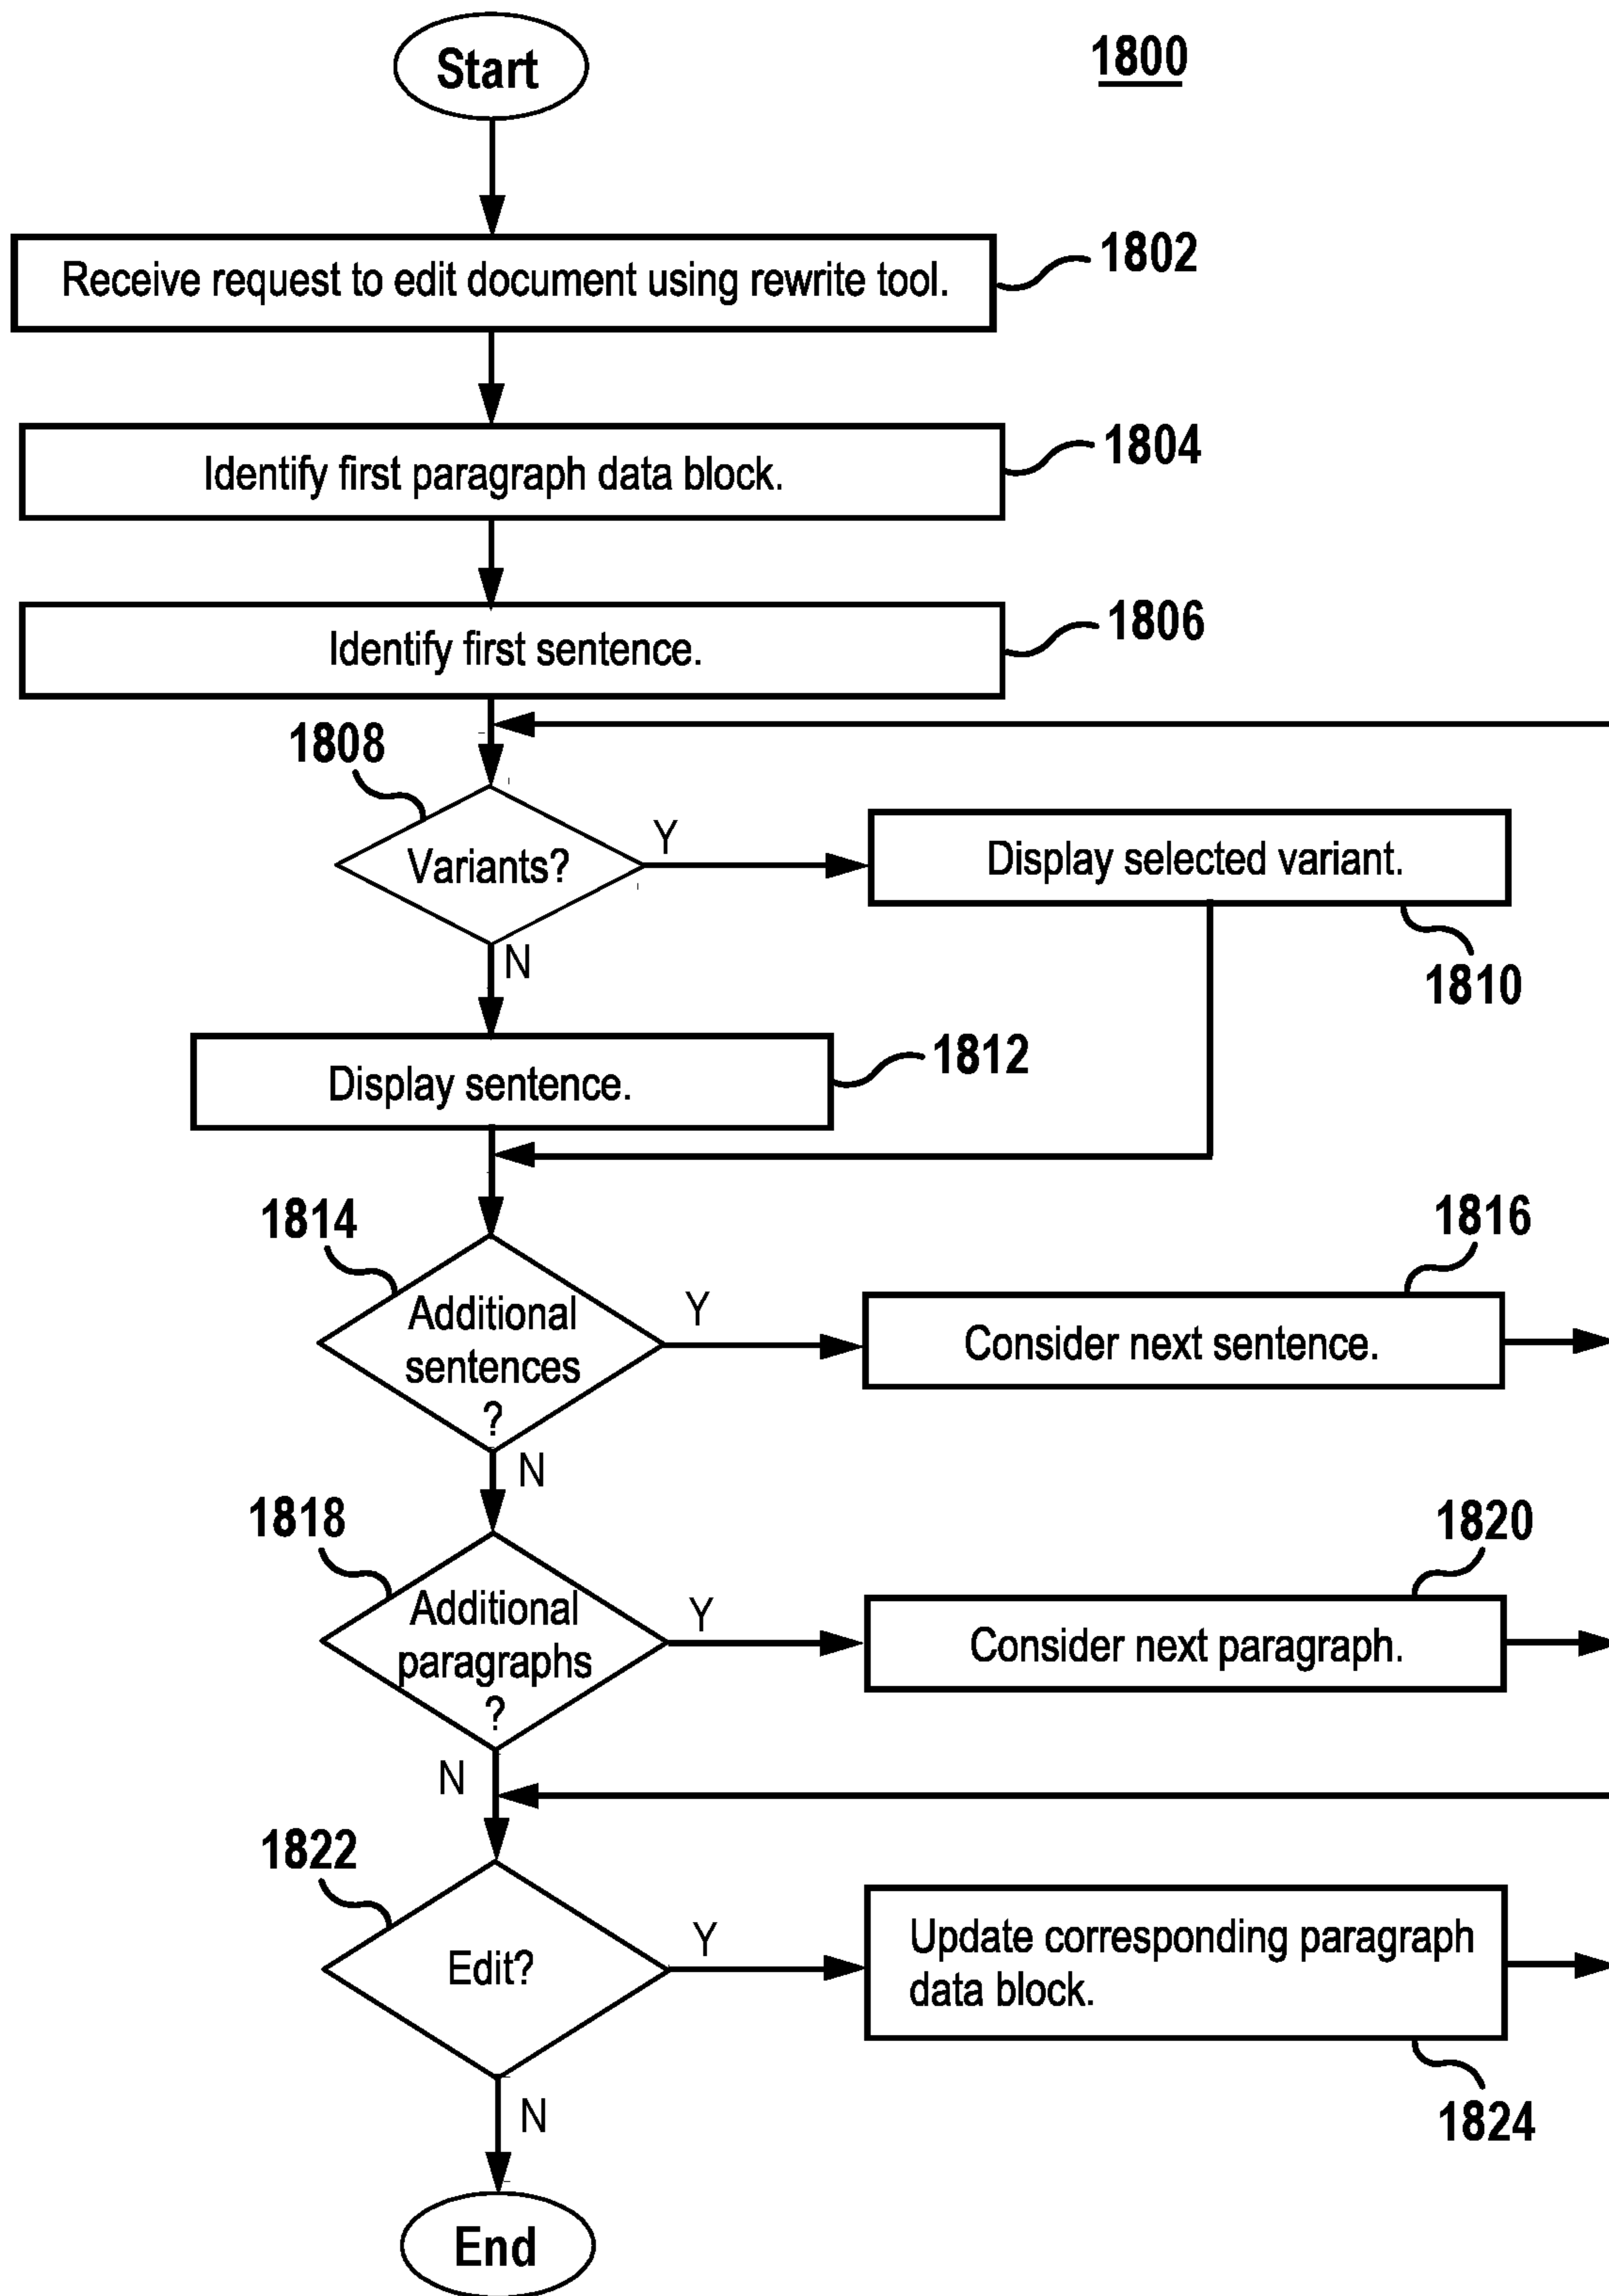 Start
1800
Receive request to edit document using rewrite tool.
1802
Identify first paragraph data block.
1804
Identify first sentence.
1806
1808
Variants?
Y
Display selected variant.
1810
N
Display sentence.
1812
1814
Additional
sentences
?
Y
1816
Consider next sentence.
N
1818
Additional
paragraphs
?
Y
1820
Consider next paragraph.
N
1822
Edit?
Y
Update corresponding paragraph
data block.
1824
N
End